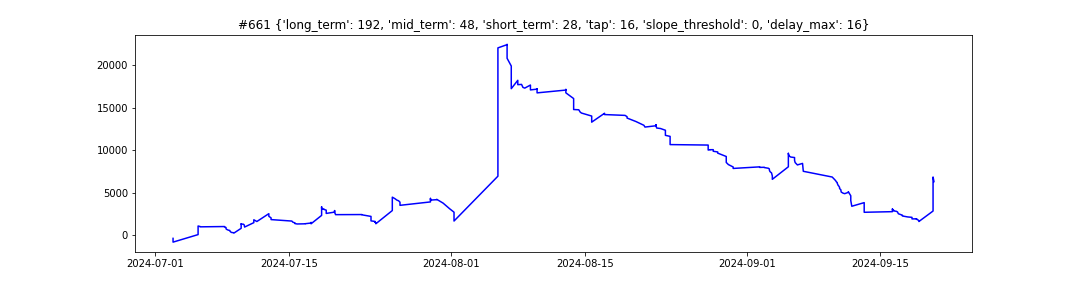 #661 {'long_term': 192, 'mid_term': 48, 'short_term': 28, 'tap': 16, 'slope_threshold': 0, 'delay_max': 16}
20000
15000
10000
5000
0
2024-07-01 2024-07-15 2024-08-01 2024-08-15 2024-09-01 2024-09-15